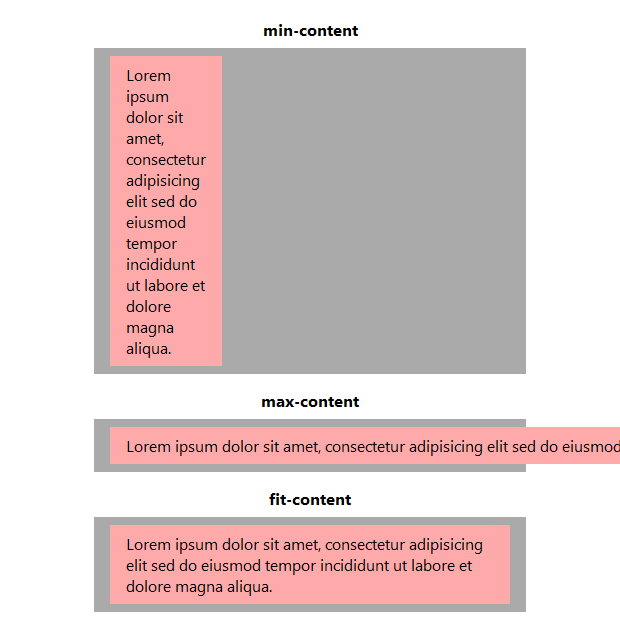 min-content
Lorem
ipsum
dolor sit
amet,
consectetur
adipisicing
elit sed do
eiusmod
tempor
incididunt
ut labore et
dolore
magna
aliqua.
max-content
Lorem ipsum dolor sit amet, consectetur adipisicing elit sed do eiusmod
fit-content
Lorem ipsum dolor sit amet, consectetur adipisicing
elit sed do eiusmod tempor incididunt ut labore et
dolore magna aliqua.